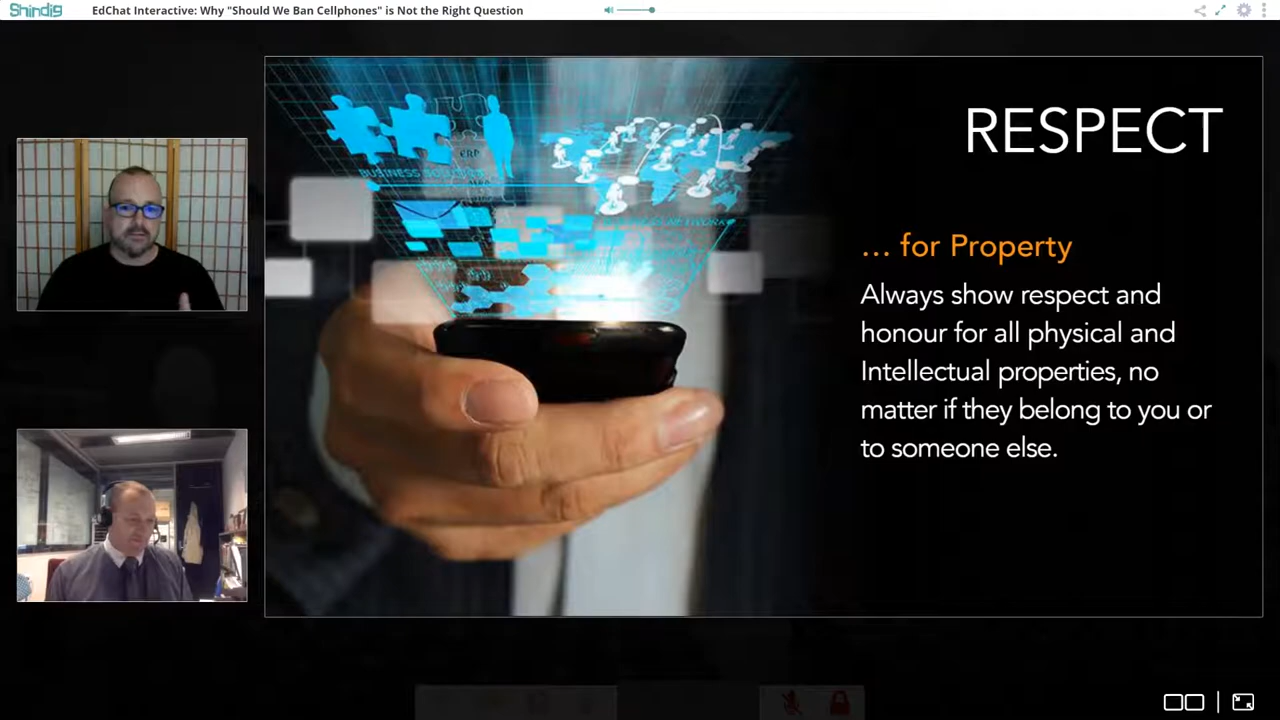 Shindig
EdChat Interactive: Why "Should We Ban Cellphones" is Not the Right Question
RESPECT
ERP
... for Property
Always show respect and
honour for all physical and
Intellectual properties, no
matter if they belong to you or
to someone else.